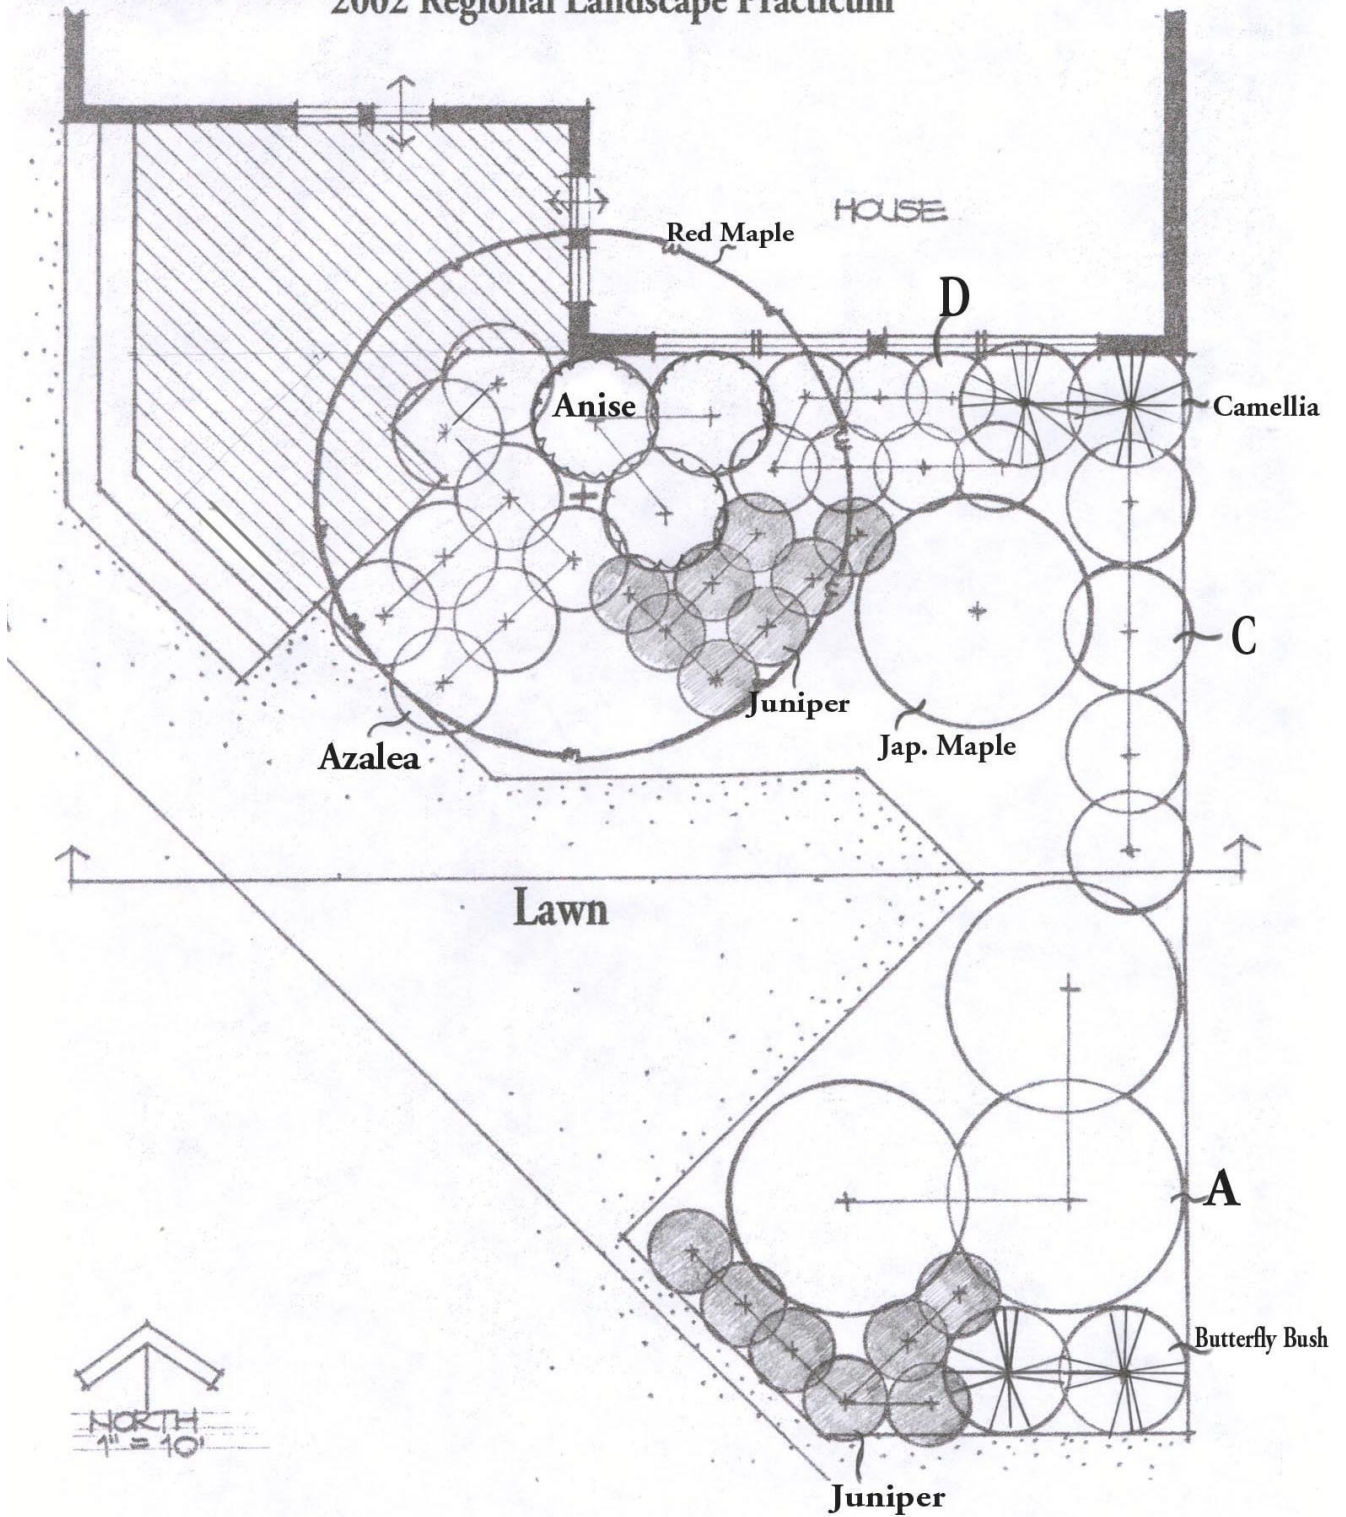 2002 Regional Landscape Practicum
HOUSE
Red Maple
D
Anise
Camellia
C
Juniper
Jap. Maple
Azalea
Lawn
A
Butterfly Bush
NORTH
1" = 10'
Juniper